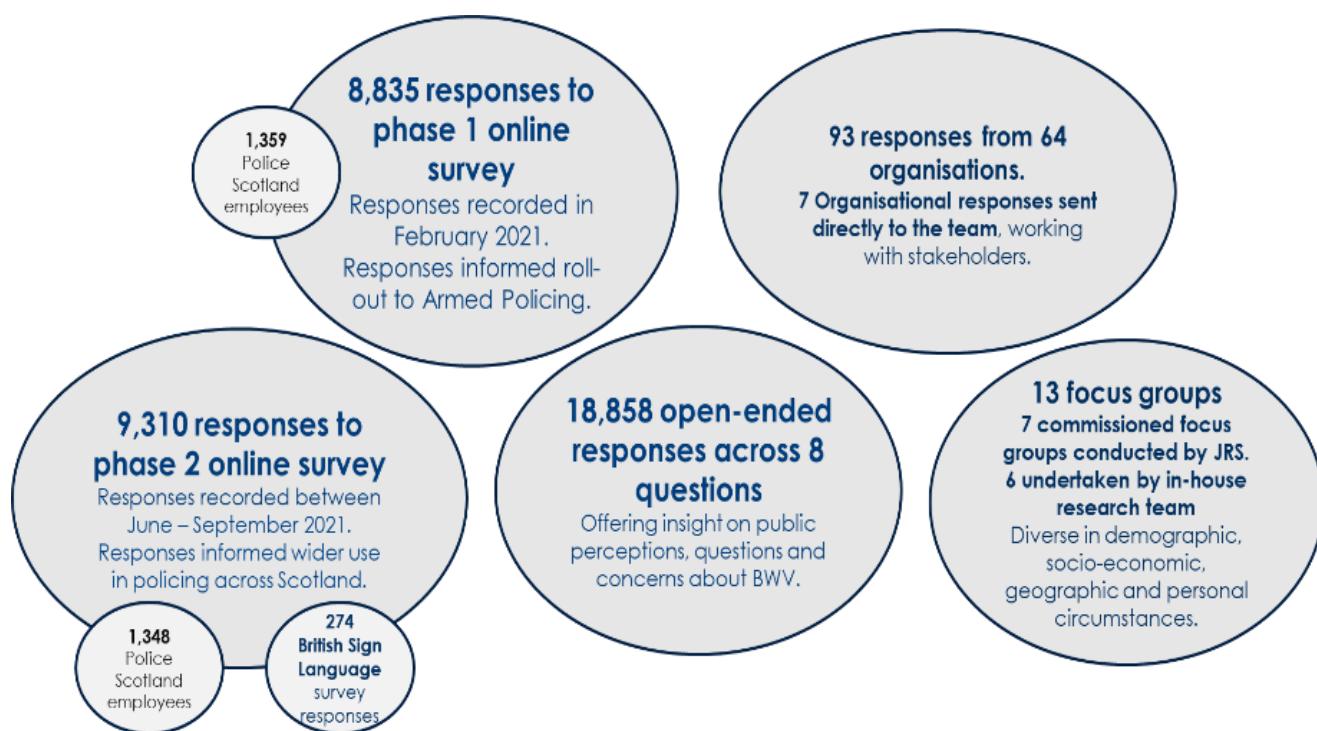 8,835 responses to
phase 1 online
survey
Responses recorded in
February 2021.
Responses informed roll-
out to Armed Policing.
1,359
Police
Scotland
employees
93 responses from 64
organisations.
7 Organisational responses sent
directly to the team, working
with stakeholders.
9,310 responses to
phase 2 online survey
Responses recorded between
June – September 2021.
Responses informed wider use
in policing across Scotland.
1,348
Police
Scotland
employees
274
British Sign
Language
survey
responses
18,858 open-ended
responses across 8
questions
Offering insight on public
perceptions, questions and
concerns about BWV.
13 focus groups
7 commissioned focus
groups conducted by JRS.
6 undertaken by in-house
research team
Diverse in demographic,
socio-economic,
geographic and personal
circumstances.